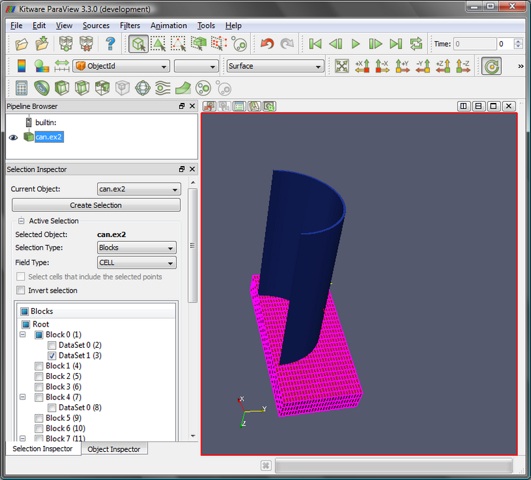 Kitware ParaView 3.3.0 (development)
File Edit View Sources Filters Animation Tools Help
Time: 0 0
ObjectId Surface
+X -X +Y -Y +Z -Z
Pipeline Browser
builtin:
can.ex2
Selection Inspector
Current Object: can.ex2
Create Selection
Active Selection
Selected Object: can.ex2
Selection Type: Blocks
Field Type: CELL
Select cells that include the selected points
Invert selection
Blocks
Root
Block 0 (1)
DataSet 0 (2)
DataSet 1 (3)
Block 1 (4)
Block 2 (5)
Block 3 (6)
Block 4 (7)
DataSet 0 (8)
Block 5 (9)
Block 6 (10)
Block 7 (11)
Selection Inspector Object Inspector
X
Y
Z